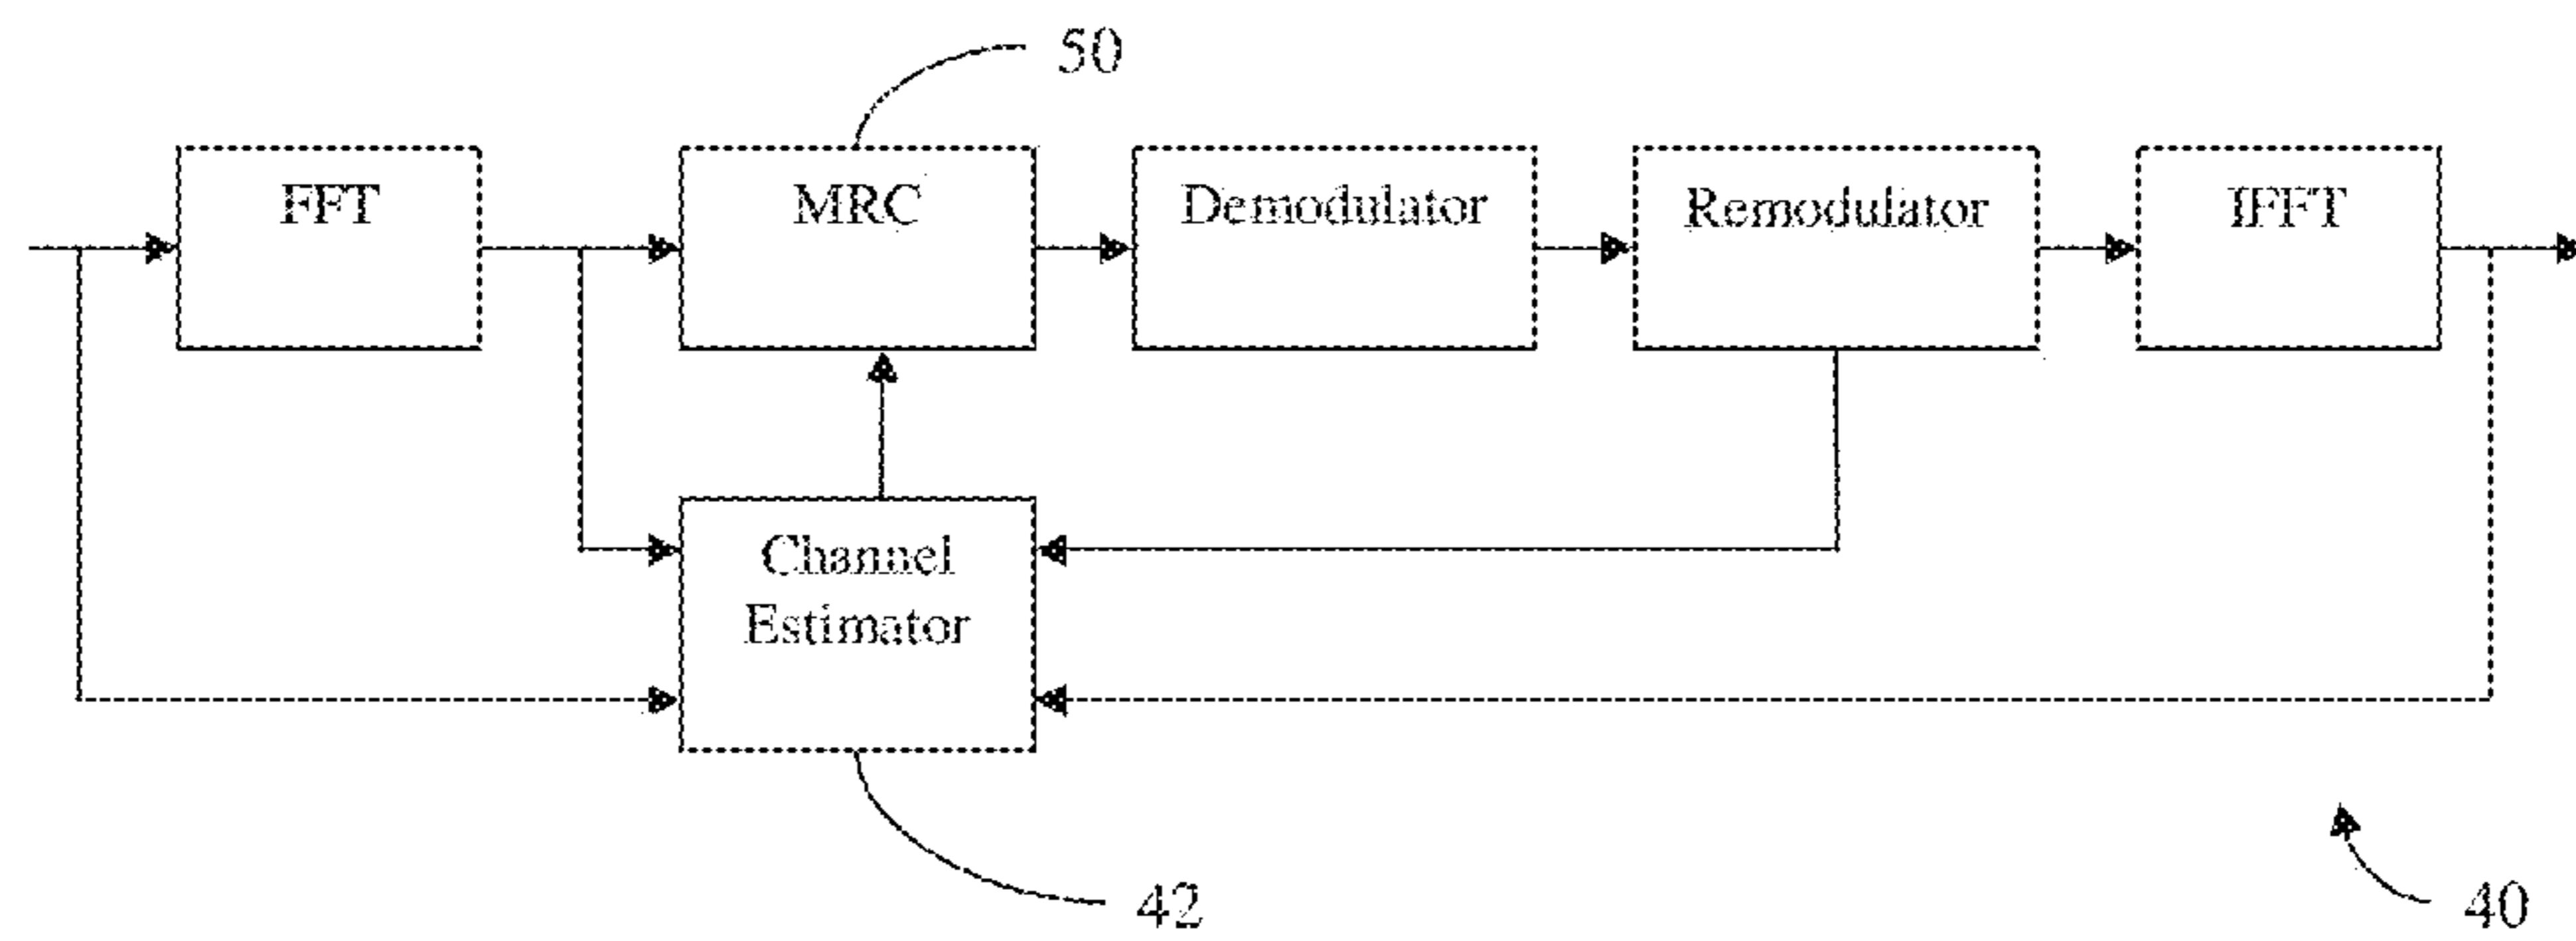 50
FFT
MRC
Demodulator
Remodulator
IFFT
Channel
Estimator
42
40